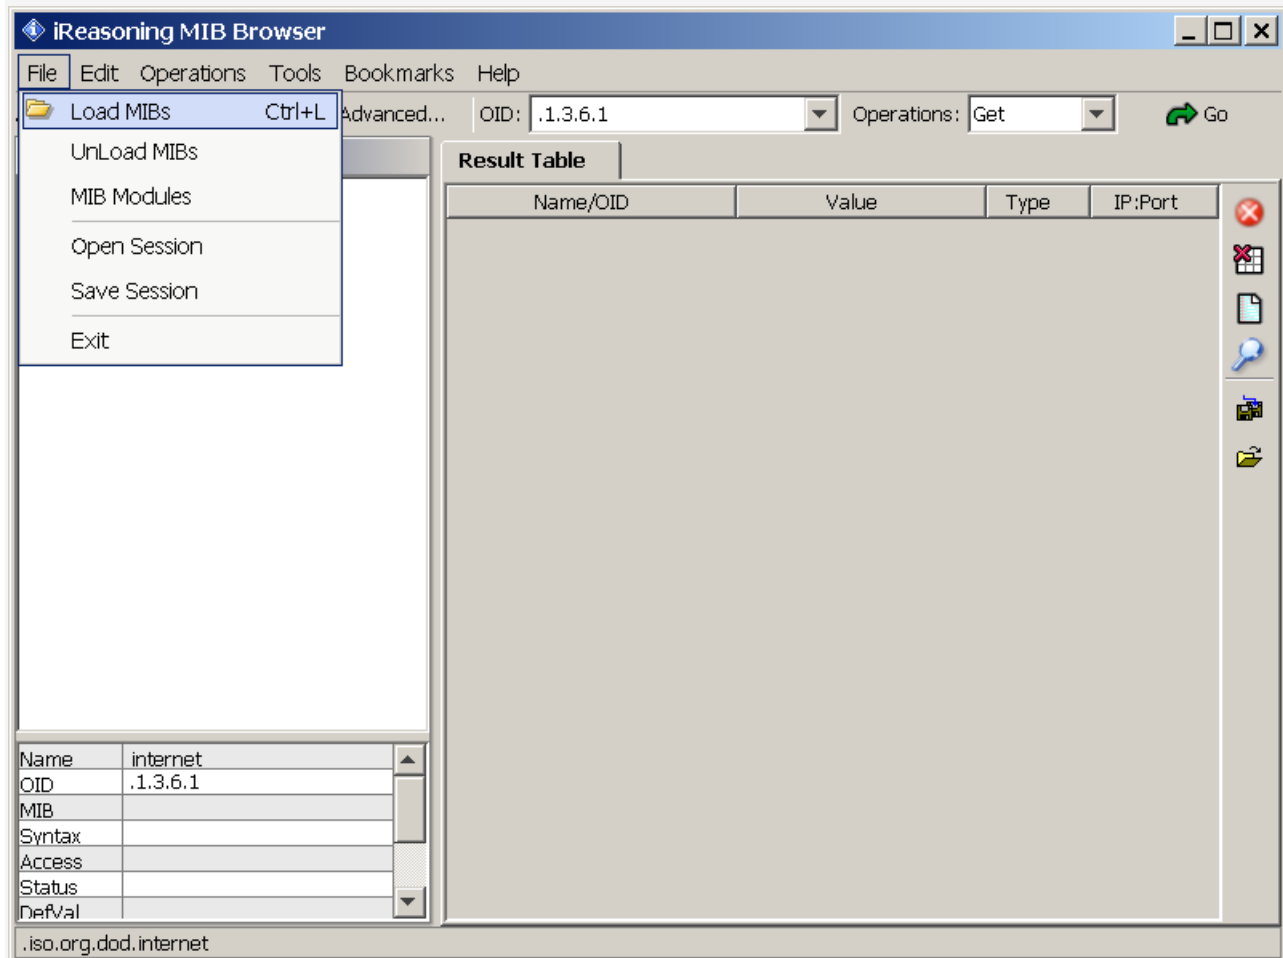 iReasoning MIB Browser
File Edit Operations Tools Bookmarks Help
Load MIBs Ctrl+L
Advanced... OID: .1.3.6.1 Operations: Get Go
UnLoad MIBs
MIB Modules
Open Session
Save Session
Exit
Result Table
Name/OID Value Type IP:Port
Name internet
OID .1.3.6.1
MIB
Syntax
Access
Status
DefVal
.iso.org.dod.internet